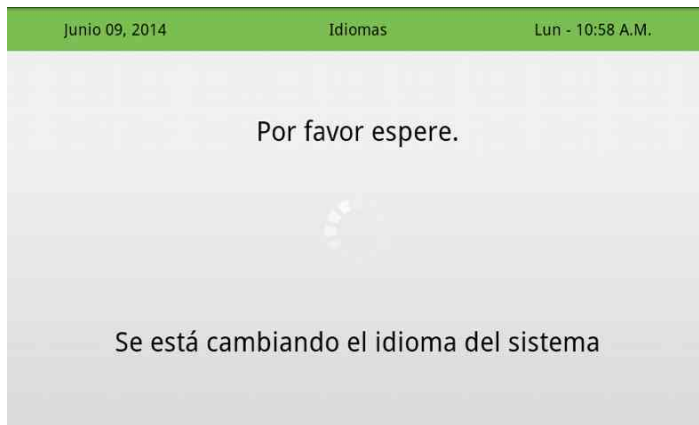 Junio 09, 2014 Idiomas Lun - 10:58 A.M.
Por favor espere.
Se está cambiando el idioma del sistema